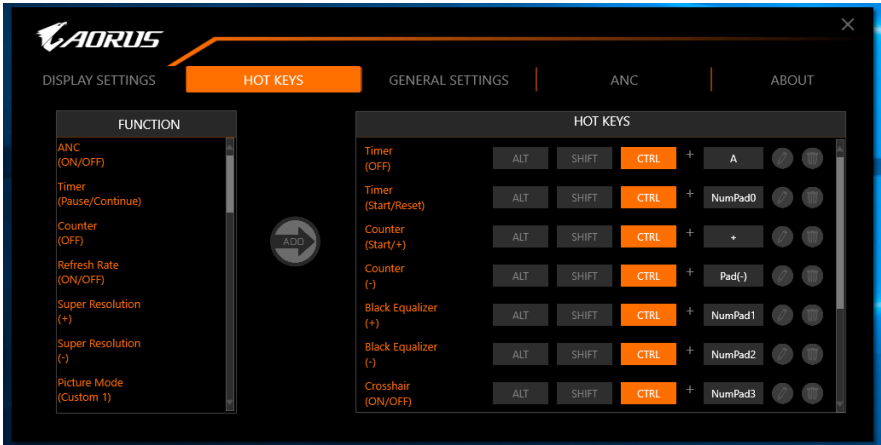 AORUS
DISPLAY SETTINGS HOT KEYS GENERAL SETTINGS ANC ABOUT
FUNCTION
ANC
(ON/OFF)
Timer
(Pause/Continue)
Counter
(OFF)
Refresh Rate
(ON/OFF)
Super Resolution
(+)
Super Resolution
(-)
Picture Mode
(Custom 1)
ADD
HOT KEYS
Timer
(OFF) ALT SHIFT CTRL + A
Timer
(Start/Reset) ALT SHIFT CTRL + NumPad0
Counter
(Start/+) ALT SHIFT CTRL + +
Counter
(-) ALT SHIFT CTRL + Pad(-)
Black Equalizer
(+) ALT SHIFT CTRL + NumPad1
Black Equalizer
(-) ALT SHIFT CTRL + NumPad2
Crosshair
(ON/OFF) ALT SHIFT CTRL + NumPad3